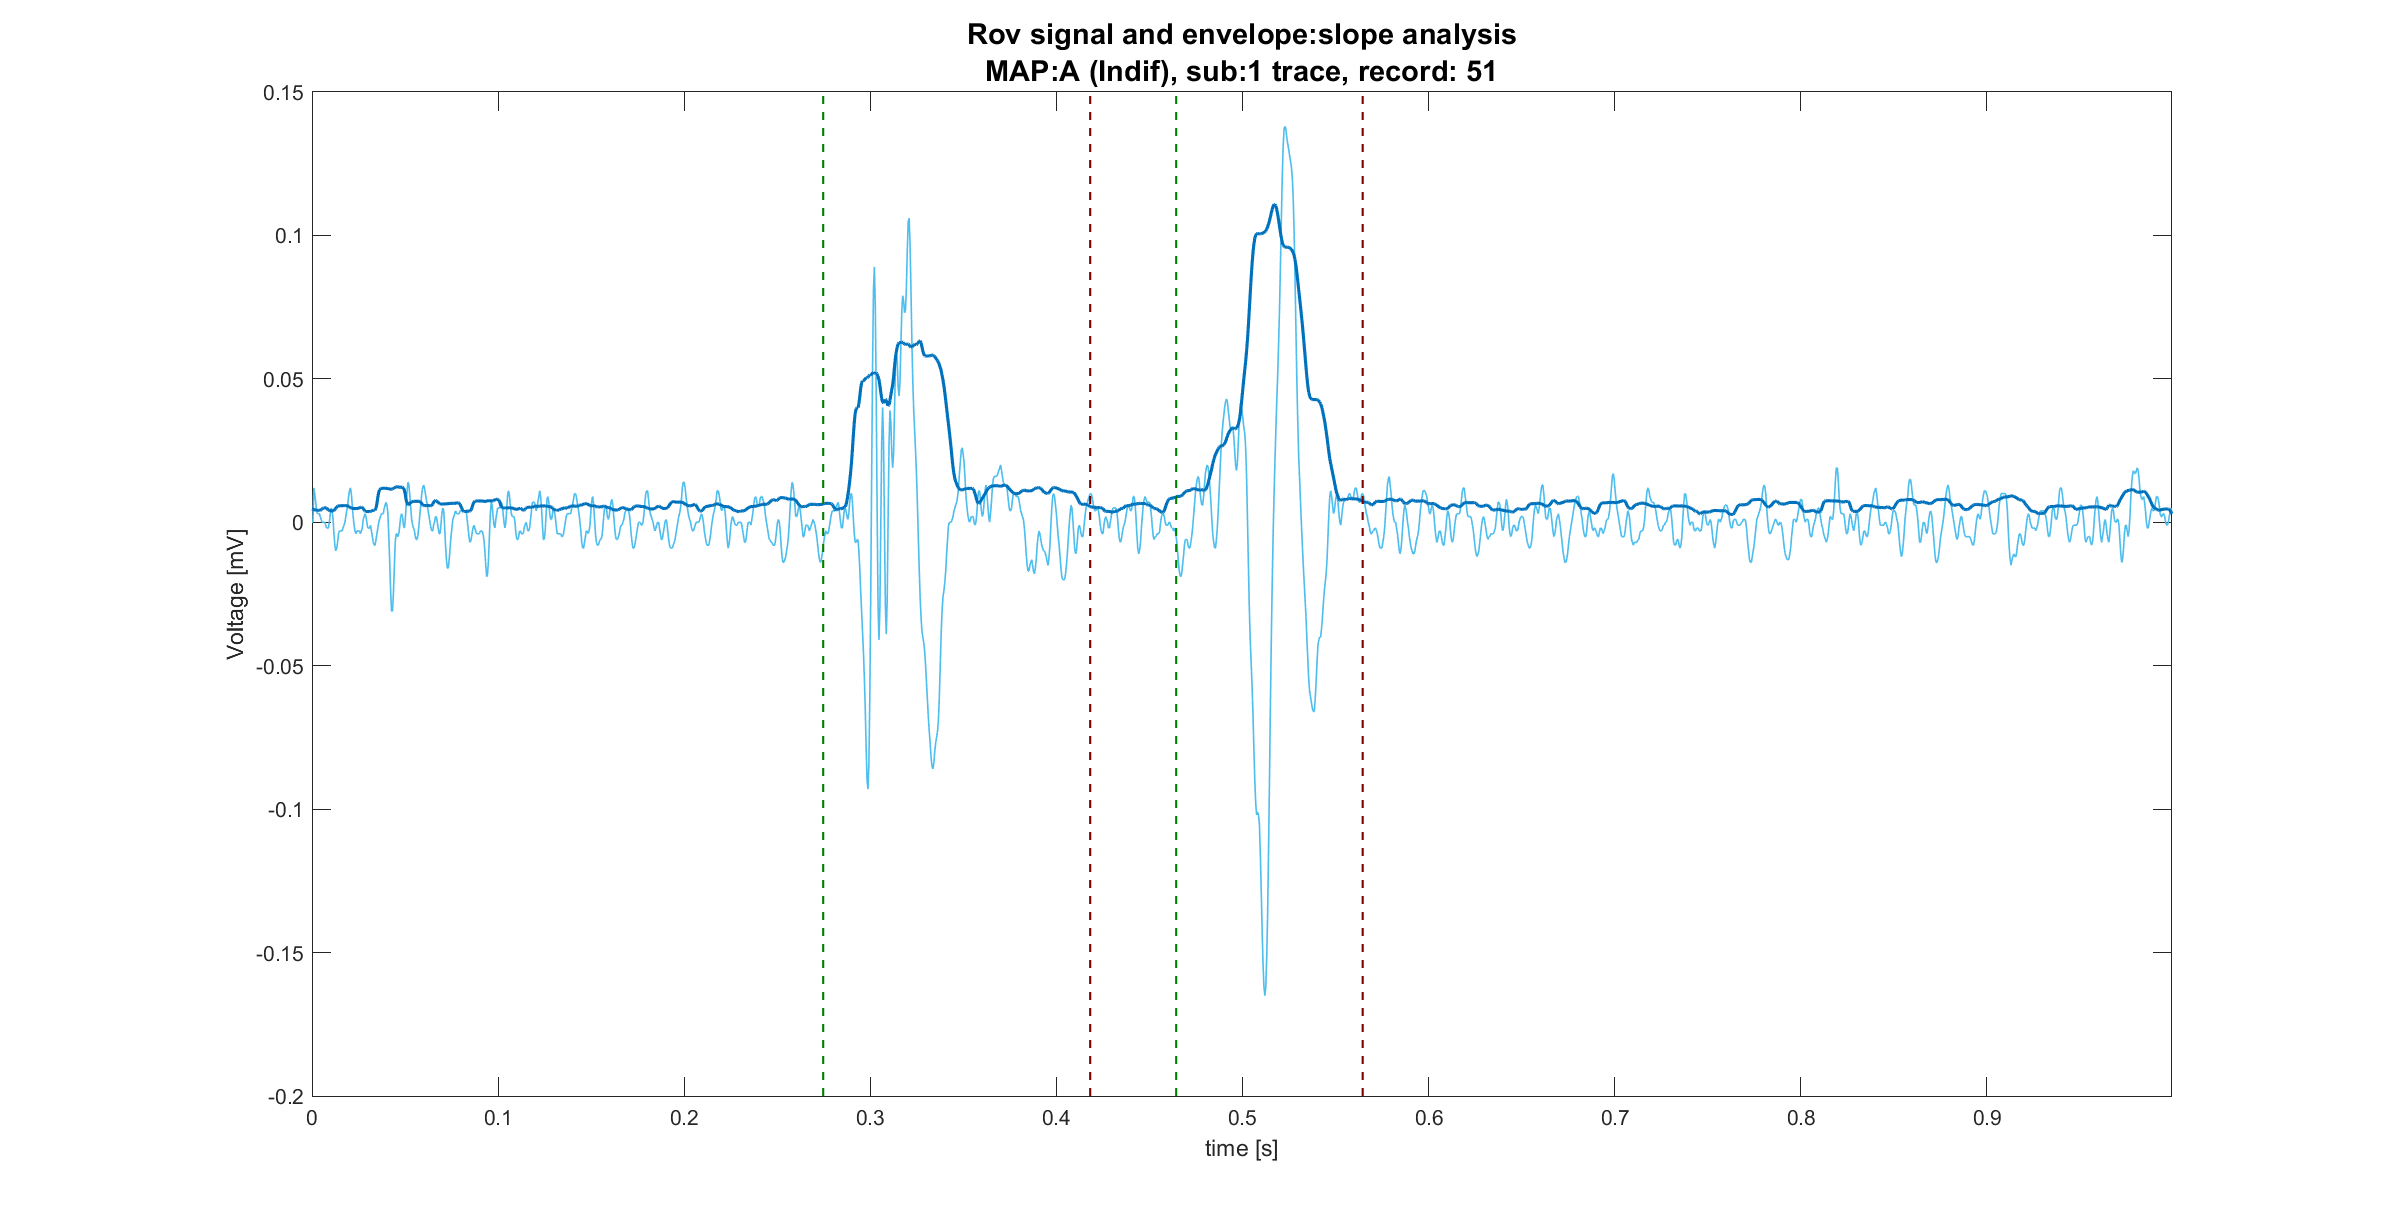 Rov signal and envelope:slope analysis
MAP:A (Indif), sub:1 trace, record: 51
0.15
0.1
0.05
0
-0.05
-0.1
-0.15
-0.2
Voltage [mV]
0 0.1 0.2 0.3 0.4 0.5 0.6 0.7 0.8 0.9
time [s]